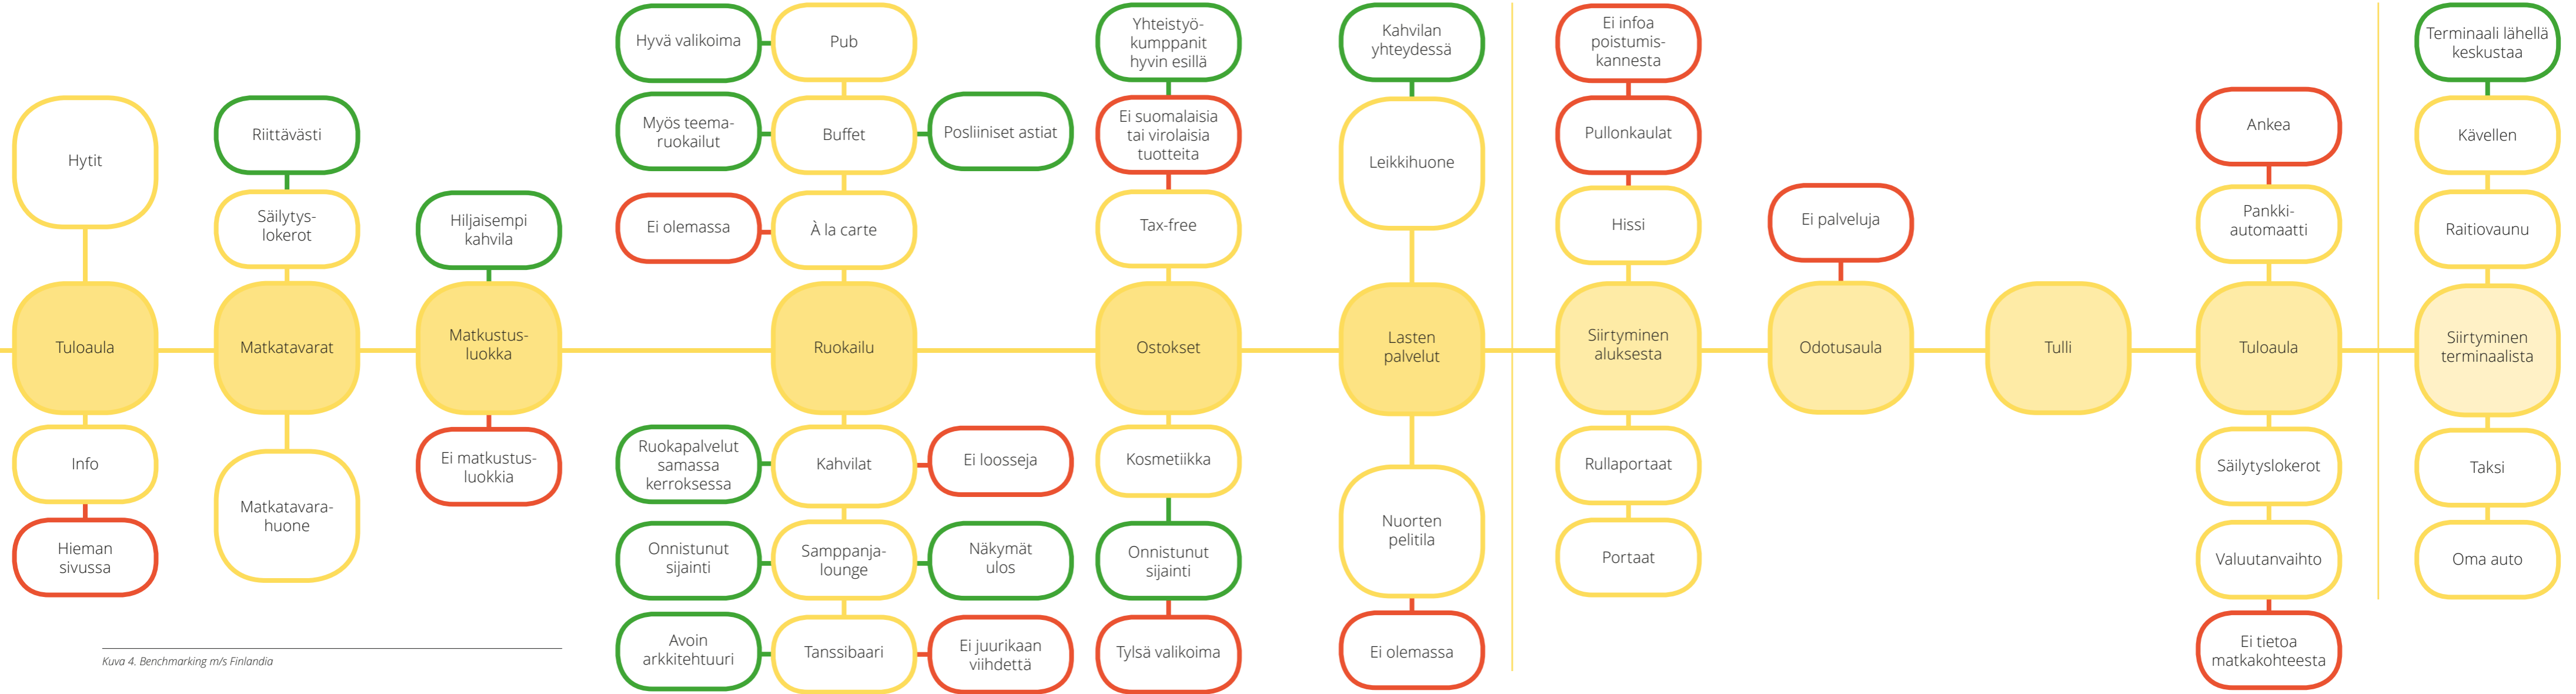 Hytit
Tuloaula
Info
Hieman
sivussa
Riittävästi
Säilytys-
lokerot
Matkatavarat
Matkatavara-
huone
Hiljaisempi
kahvila
Matkustus-
luokka
Ei matkustus-
luokkia
Hyvä valikoima
Pub
Myös teema-
ruokailut
Buffet
Posliiniset astiat
Ei olemassa
À la carte
Ruokailu
Ruokapalvelut
samassa
kerroksessa
Kahvilat
Ei loosseja
Onnistunut
sijainti
Samppanja-
lounge
Näkymät
ulos
Avoin
arkkitehtuuri
Tanssibaari
Ei juurikaan
viihdettä
Yhteistyö-
kumppanit
hyvin esillä
Ei suomalaisia
tai virolaisia
tuotteita
Tax-free
Ostokset
Kosmetiikka
Onnistunut
sijainti
Tylsä valikoima
Kahvilan
yhteydessä
Leikkihuone
Lasten
palvelut
Nuorten
pelitila
Ei olemassa
Ei infoa
poistumis-
kannesta
Pullonkaulat
Hissi
Siirtyminen
aluksesta
Rullaportaat
Portaat
Ei palveluja
Odotusaula
Tulli
Ankea
Pankki-
automaatti
Tuloaula
Säilytyslokerot
Valuutanvaihto
Ei tietoa
matkakohteesta
Terminaali lähellä
keskustaa
Kävellen
Raitiovaunu
Siirtyminen
terminaalista
Taksi
Oma auto
Kuva 4. Benchmarking m/s Finlandia